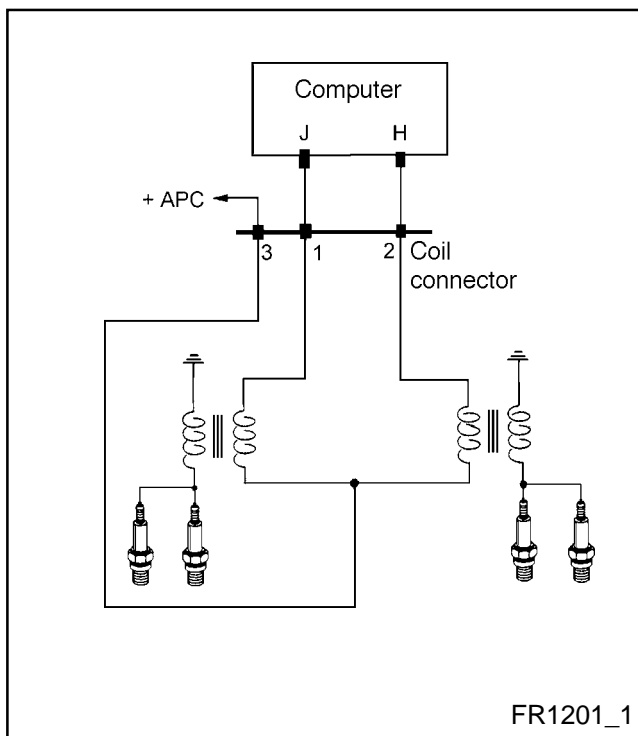 Computer
J H
+ APC
3 1 2 Coil
connector
FR1201_1